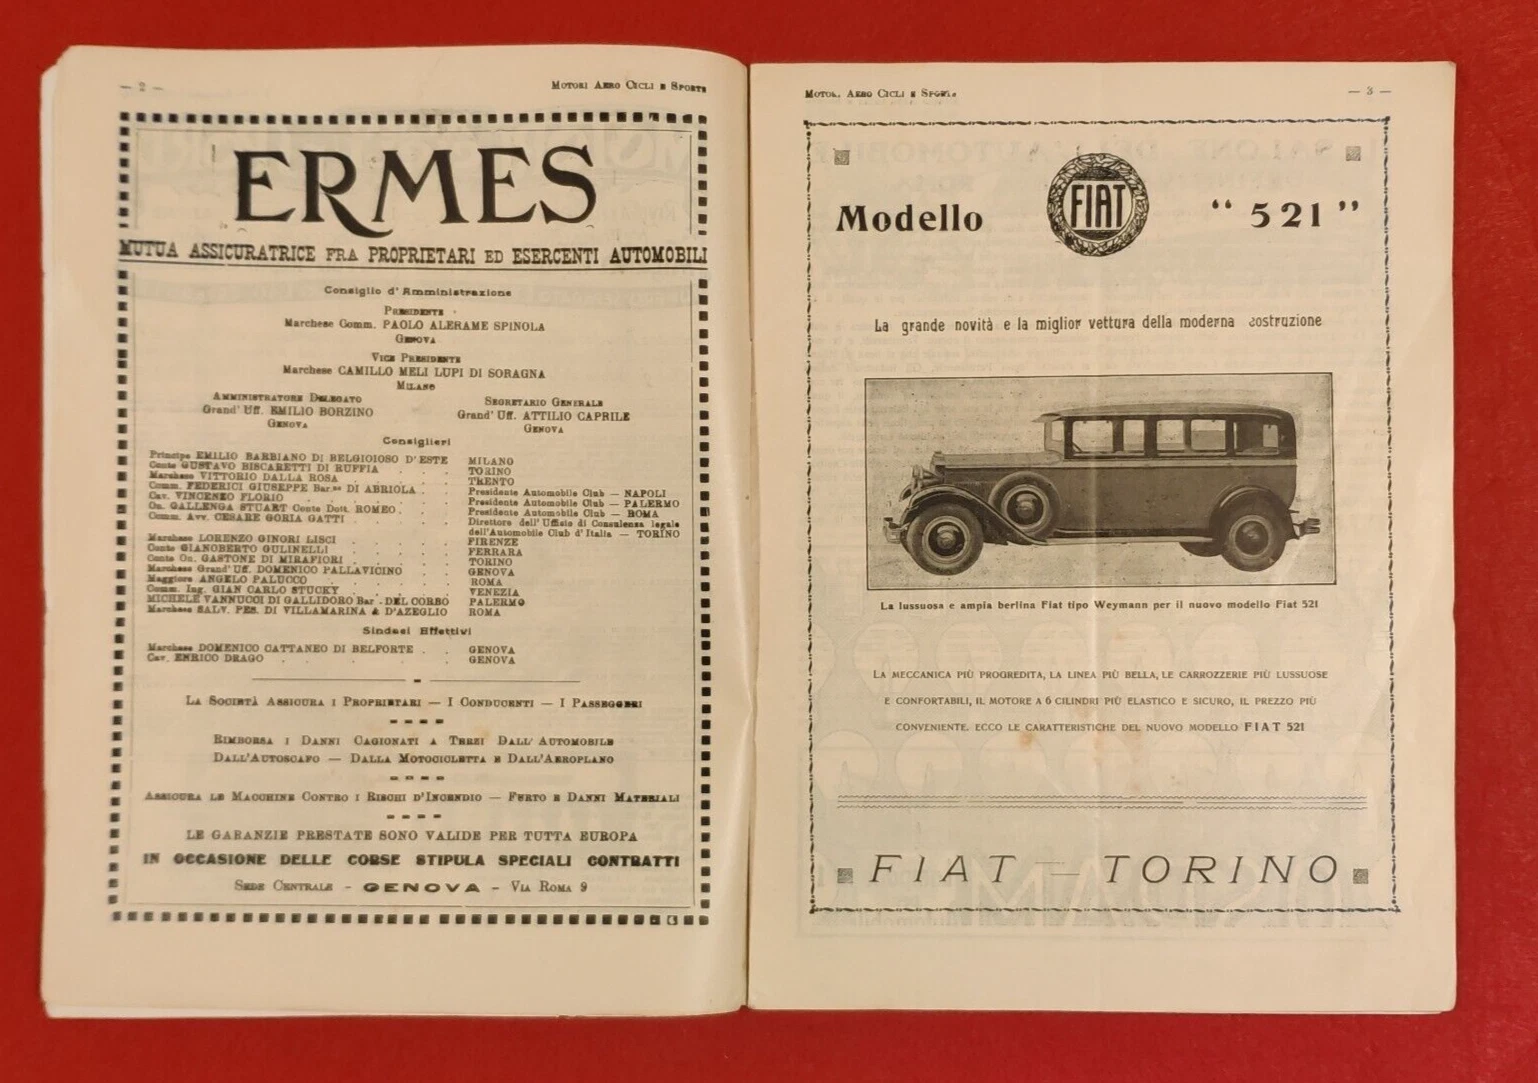 — 2 —
Motori Aero Cicli e Sports
ERMES
MUTUA ASSICURATRICE FRA PROPRIETARI ED ESERCENTI AUTOMOBILI
Consiglio d'Amministrazione
Presidente
Marchese Comm. PAOLO ALERAME SPINOLA
Genova
Vice Presidente
Marchese CAMILLO MELI LUPI DI SORAGNA
Milano
Amministratore Delegato
Grand' Uff. EMILIO BORZINO
Genova
Segretario Generale
Grand' Uff. ATTILIO CAPRILE
Genova
Consiglieri
Principe EMILIO BARBIANO DI BELGIOIOSO D'ESTE MILANO
Conte GUSTAVO BISCARETTI DI RUFFIA . . . TORINO
Marchese VITTORIO DALLA ROSA . . . TRENTO
Comm. FEDERICI GIUSEPPE Bar.ne DI ABRIOLA . . Presidente Automobile Club — NAPOLI
Cav. VINCENZO FLORIO . . . Presidente Automobile Club — PALERMO
On. GALLENGA STUART Conte Dott. ROMEO . . . Presidente Automobile Club — ROMA
Comm. Avv. CESARE GORIA GATTI . . . . Direttore dell'Ufficio di Consulenza legale
dell'Automobile Club d'Italia — TORINO
Marchese LORENZO GINORI LISCI . . . . FIRENZE
Conte GIANOBERTO GULINELLI . . . . FERRARA
Conte On. GASTONE DI MIRAFIORI . . . . TORINO
Marchese Grand'Uff. DOMENICO PALLAVICINO . . GENOVA
Maggiore ANGELO PALUCCO . . . . . ROMA
Comm. Ing. GIAN CARLO STUCKY . . . . VENEZIA
MICHELE VANNUCCI DI GALLIDORO Bar. DEL CORBO PALERMO
Marchese SALV. PES. DI VILLAMARINA & D'AZEGLIO ROMA
Sindaci Effettivi
Marchese DOMENICO CATTANEO DI BELFORTE . . GENOVA
Cav. ENRICO DRAGO . . . . . GENOVA
La Società Assicura i Proprietari — I Conducenti — I Passeggeri
Rimborsa i Danni Cagionati a Terzi Dall'Automobile
Dall'Autoscafo — Dalla Motocicletta e Dall'Aeroplano
Assicura le Macchine Contro i Rischi d'Incendio — Furto e Danni Materiali
LE GARANZIE PRESTATE SONO VALIDE PER TUTTA EUROPA
IN OCCASIONE DELLE CORSE STIPULA SPECIALI CONTRATTI
Sede Centrale - GENOVA - Via Roma 9
Motori Aero Cicli e Sports
— 3 —
FIAT
Modello "521"
La grande novità e la miglior vettura della moderna costruzione
La lussuosa e ampia berlina Fiat tipo Weymann per il nuovo modello Fiat 521
La meccanica più progredita, la linea più bella, le carrozzerie più lussuose
e confortabili, il motore a 6 cilindri più elastico e sicuro, il prezzo più
conveniente. ecco le caratteristiche del nuovo modello FIAT 521
FIAT — TORINO